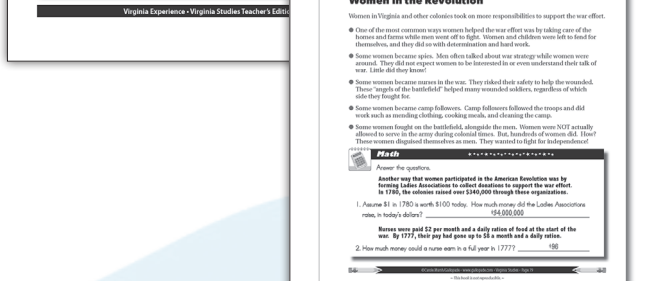 Virginia Experience • Virginia Studies Teacher's Editio
Women in the Revolution
Women in Virginia and other colonies took on more responsibilities to support the war effort.
One of the most common ways women helped the war effort was by taking care of the
homes and farms while men went off to fight. Women and children were left to fend for
themselves, and they did so with determination and hard work.
Some women became spies. Men often talked about war strategy while women were
around. They did not expect women to be interested in or even understand their talk of
war. Little did they know!
Some women became nurses in the war. They risked their safety to help the wounded.
These "angels of the battlefield" helped many wounded soldiers, regardless of which
side they fought for.
Some women became camp followers. Camp followers followed the troops and did
work such as mending clothing, cooking meals, and cleaning the camp.
Some women fought on the battlefield, alongside the men. Women were NOT actually
allowed to serve in the army during colonial times. But, hundreds of women did. How?
These women disguised themselves as men. They wanted to fight for independence!
Math
Answer the questions.
Another way that women participated in the American Revolution was by
forming Ladies Associations to collect donations to support the war effort.
In 1780, the colonies raised over $340,000 through these organizations.
1. Assume $1 in 1780 is worth $100 today. How much money did the Ladies Associations
raise, in today's dollars? $34,000,000
Nurses were paid $2 per month and a daily ration of food at the start of the
war. By 1777, their pay had gone up to $8 a month and a daily ration.
2. How much money could a nurse earn in a full year in 1777? $96
~ This book is not reproducible. ~